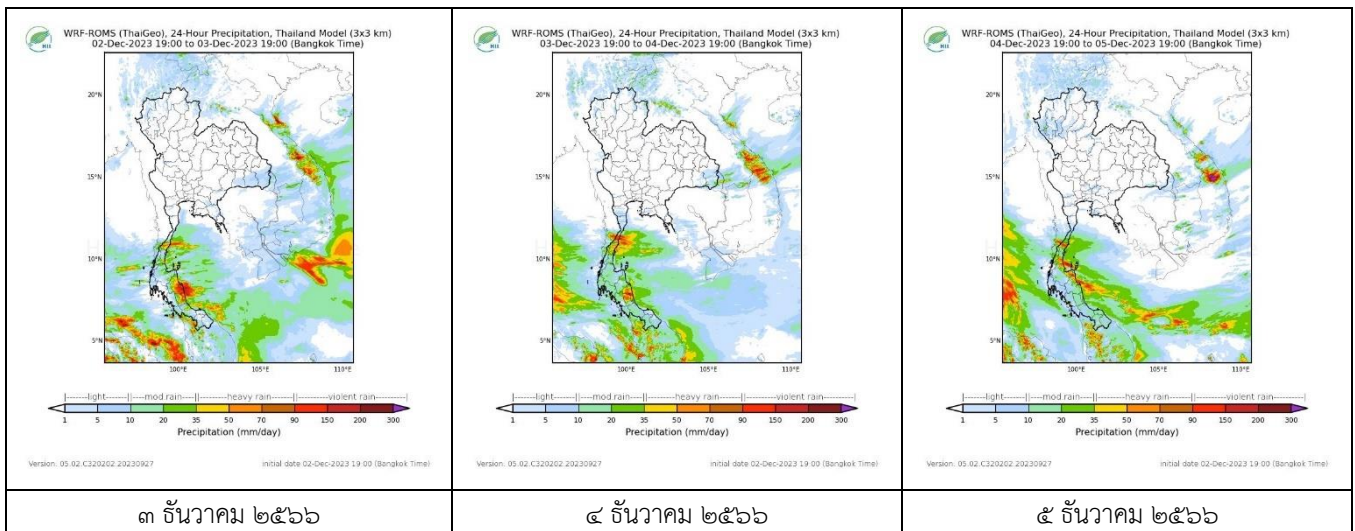 HII
WRF-ROMS (ThaiGeo), 24-Hour Precipitation, Thailand Model (3x3 km)
02-Dec-2023 19:00 to 03-Dec-2023 19:00 (Bangkok Time)
20°N
15°N
10°N
5°N
100°E 105°E 110°E
|-------light-------||----mod rain-----||---------heavy rain--------||--------violent rain-------|
1 5 10 20 35 50 70 90 150 200 300
Precipitation (mm/day)
Version: 05.02.C320202.20230927 initial date 02-Dec-2023 19:00 (Bangkok Time)
๓ ธันวาคม ๒๕๖๖
HII
WRF-ROMS (ThaiGeo), 24-Hour Precipitation, Thailand Model (3x3 km)
03-Dec-2023 19:00 to 04-Dec-2023 19:00 (Bangkok Time)
20°N
15°N
10°N
5°N
100°E 105°E 110°E
|-------light-------||----mod rain-----||---------heavy rain--------||--------violent rain-------|
1 5 10 20 35 50 70 90 150 200 300
Precipitation (mm/day)
Version: 05.02.C320202.20230927 initial date 02-Dec-2023 19:00 (Bangkok Time)
๔ ธันวาคม ๒๕๖๖
HII
WRF-ROMS (ThaiGeo), 24-Hour Precipitation, Thailand Model (3x3 km)
04-Dec-2023 19:00 to 05-Dec-2023 19:00 (Bangkok Time)
20°N
15°N
10°N
5°N
100°E 105°E 110°E
|-------light-------||----mod rain-----||---------heavy rain--------||--------violent rain-------|
1 5 10 20 35 50 70 90 150 200 300
Precipitation (mm/day)
Version: 05.02.C320202.20230927 initial date 02-Dec-2023 19:00 (Bangkok Time)
๕ ธันวาคม ๒๕๖๖